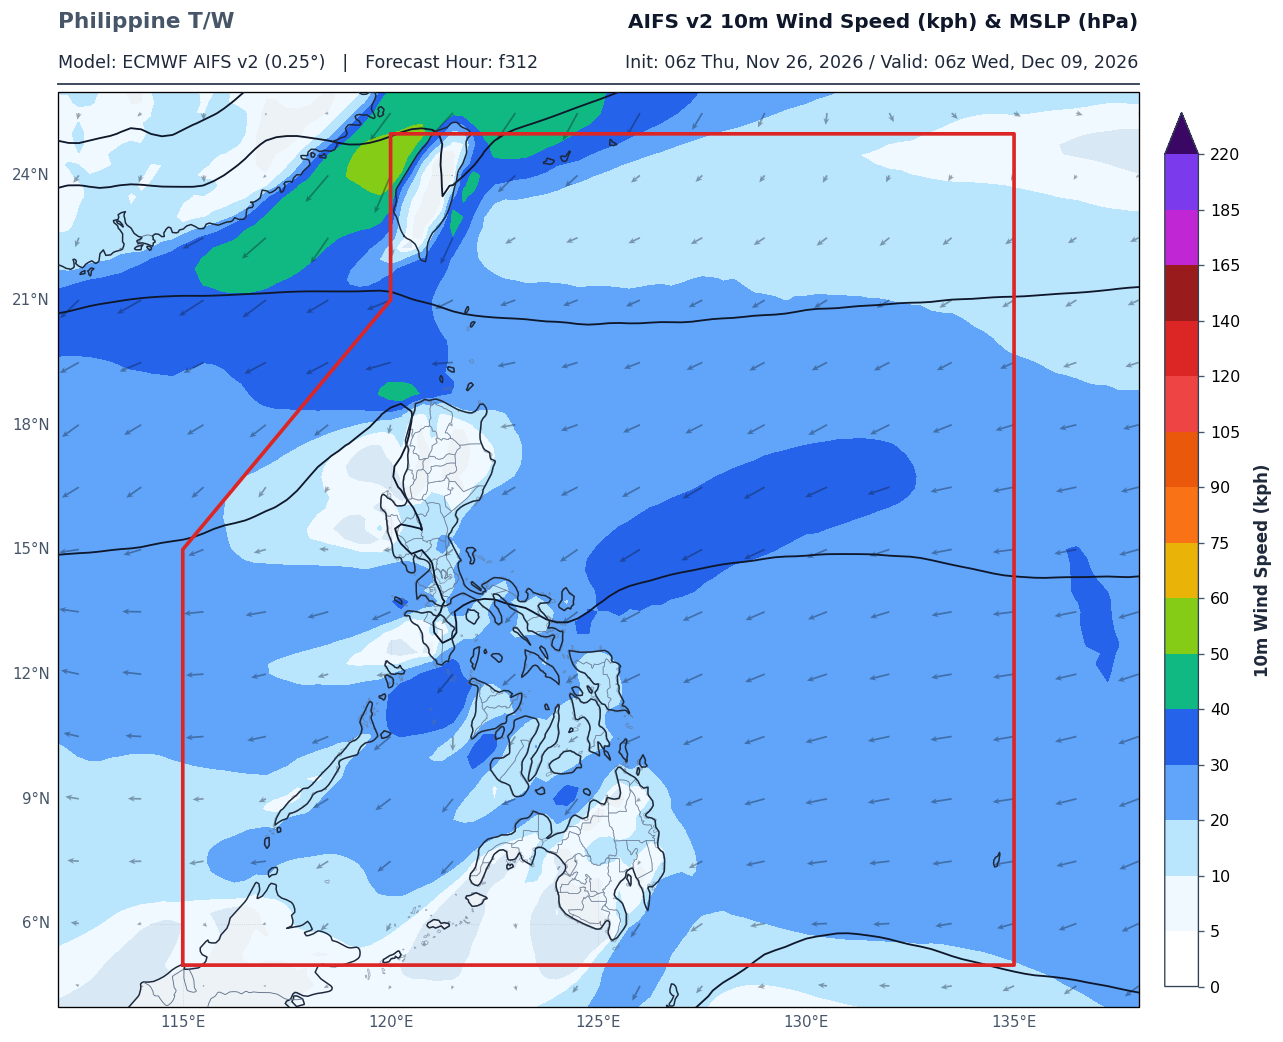 Philippine T/W
AIFS v2 10m Wind Speed (kph) & MSLP (hPa)
Model: ECMWF AIFS v2 (0.25°) | Forecast Hour: f312
Init: 06z Thu, Nov 26, 2026 / Valid: 06z Wed, Dec 09, 2026
24°N
21°N
18°N
15°N
12°N
9°N
6°N
115°E
120°E
125°E
130°E
135°E
220
185
165
140
120
105
90
75
60
50
40
30
20
10
5
0
10m Wind Speed (kph)